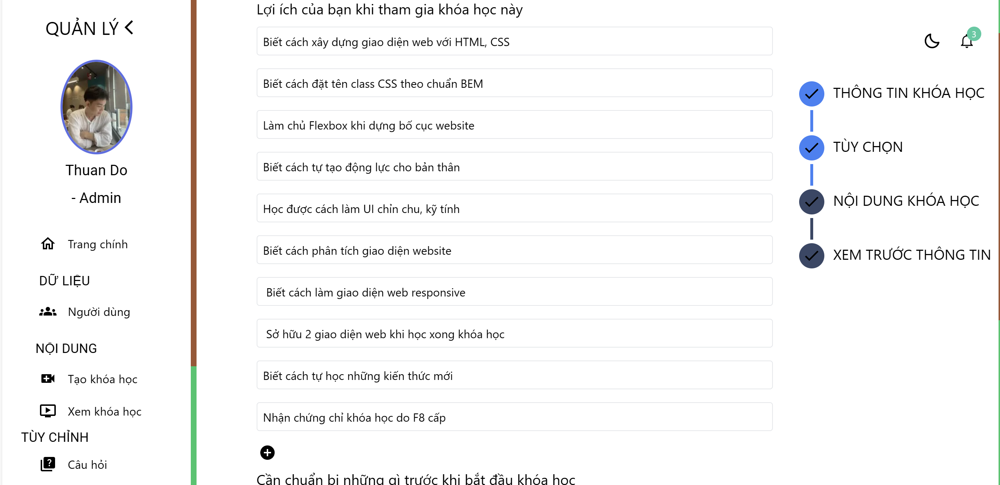 QUẢN LÝ
Thuan Do
- Admin
Trang chính
DỮ LIỆU
Người dùng
NỘI DUNG
Tạo khóa học
Xem khóa học
TÙY CHỈNH
Câu hỏi
Lợi ích của bạn khi tham gia khóa học này
Biết cách xây dựng giao diện web với HTML, CSS
Biết cách đặt tên class CSS theo chuẩn BEM
Làm chủ Flexbox khi dựng bố cục website
Biết cách tự tạo động lực cho bản thân
Học được cách làm UI chỉn chu, kỹ tính
Biết cách phân tích giao diện website
Biết cách làm giao diện web responsive
Sở hữu 2 giao diện web khi học xong khóa học
Biết cách tự học những kiến thức mới
Nhận chứng chỉ khóa học do F8 cấp
Cần chuẩn bị những gì trước khi bắt đầu khóa học
3
THÔNG TIN KHÓA HỌC
TÙY CHỌN
NỘI DUNG KHÓA HỌC
XEM TRƯỚC THÔNG TIN